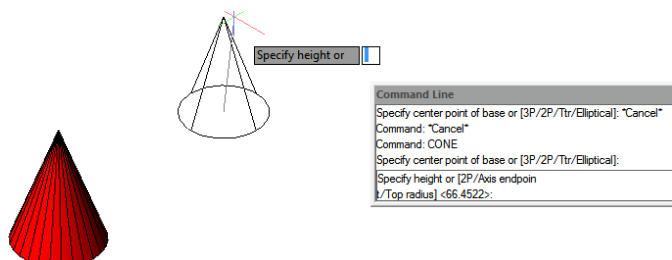 Specify height or
Command Line
Specify center point of base or [3P/2P/Ttr/Elliptical]: *Cancel*
Command: *Cancel*
Command: CONE
Specify center point of base or [3P/2P/Ttr/Elliptical]:
Specify height or [2P/Axis endpoin
t/Top radius] <66.4522>: